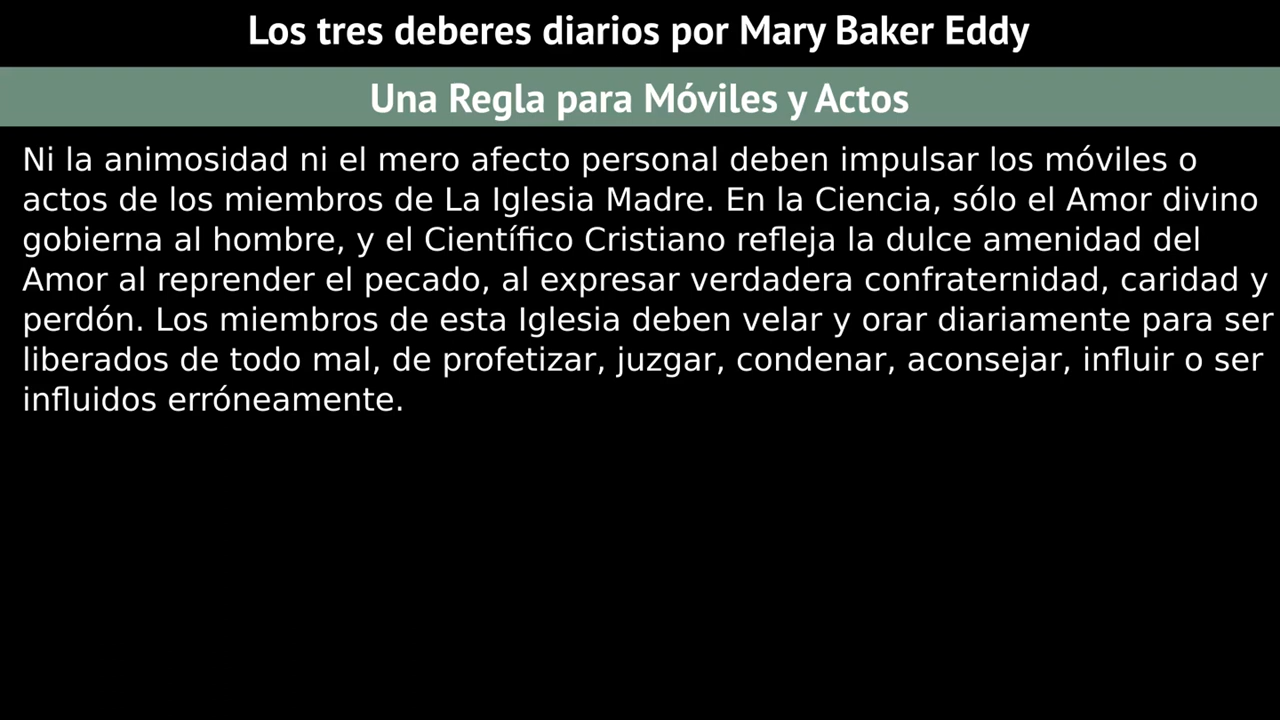 Los tres deberes diarios por Mary Baker Eddy
Una Regla para Móviles y Actos
Ni la animosidad ni el mero afecto personal deben impulsar los móviles o
actos de los miembros de La Iglesia Madre. En la Ciencia, sólo el Amor divino
gobierna al hombre, y el Científico Cristiano refleja la dulce amenidad del
Amor al reprender el pecado, al expresar verdadera confraternidad, caridad y
perdón. Los miembros de esta Iglesia deben velar y orar diariamente para ser
liberados de todo mal, de profetizar, juzgar, condenar, aconsejar, influir o ser
influidos erróneamente.